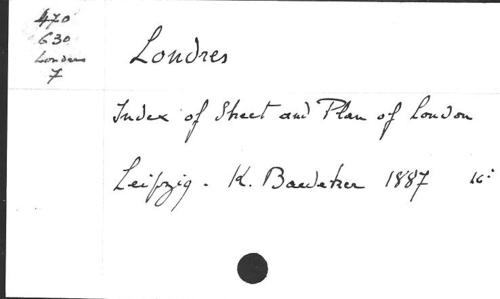 470
630
London
7
Londres
Index of Street and Plan of London
Leipzig - K. Baedeker 1887 16°